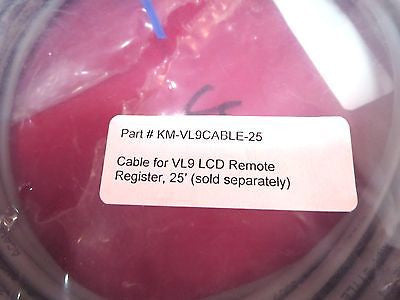 Part # KM-VL9CABLE-25
Cable for VL9 LCD Remote
Register, 25' (sold separately)